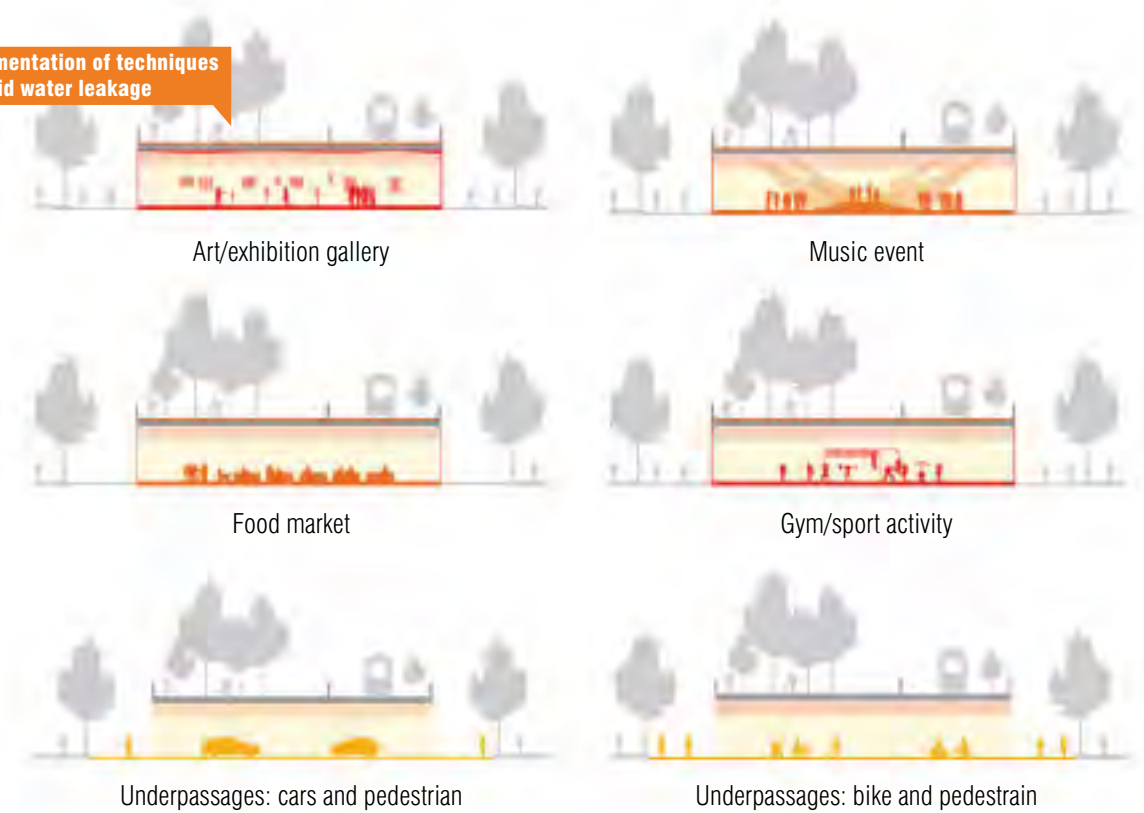 mentation of techniques
id water leakage
Art/exhibition gallery
Music event
Food market
Gym/sport activity
Underpassages: cars and pedestrian
Underpassages: bike and pedestrain